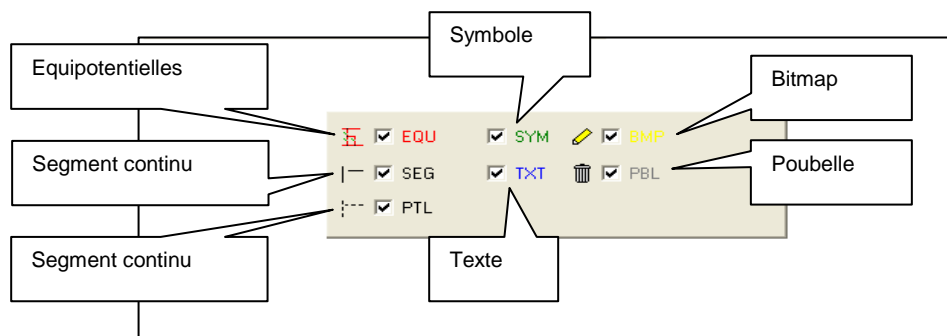 Symbole
Equipotentielles
Bitmap
EQU SYM BMP
Segment continu
SEG TXT PBL
Poubelle
PTL
Segment continu
Texte